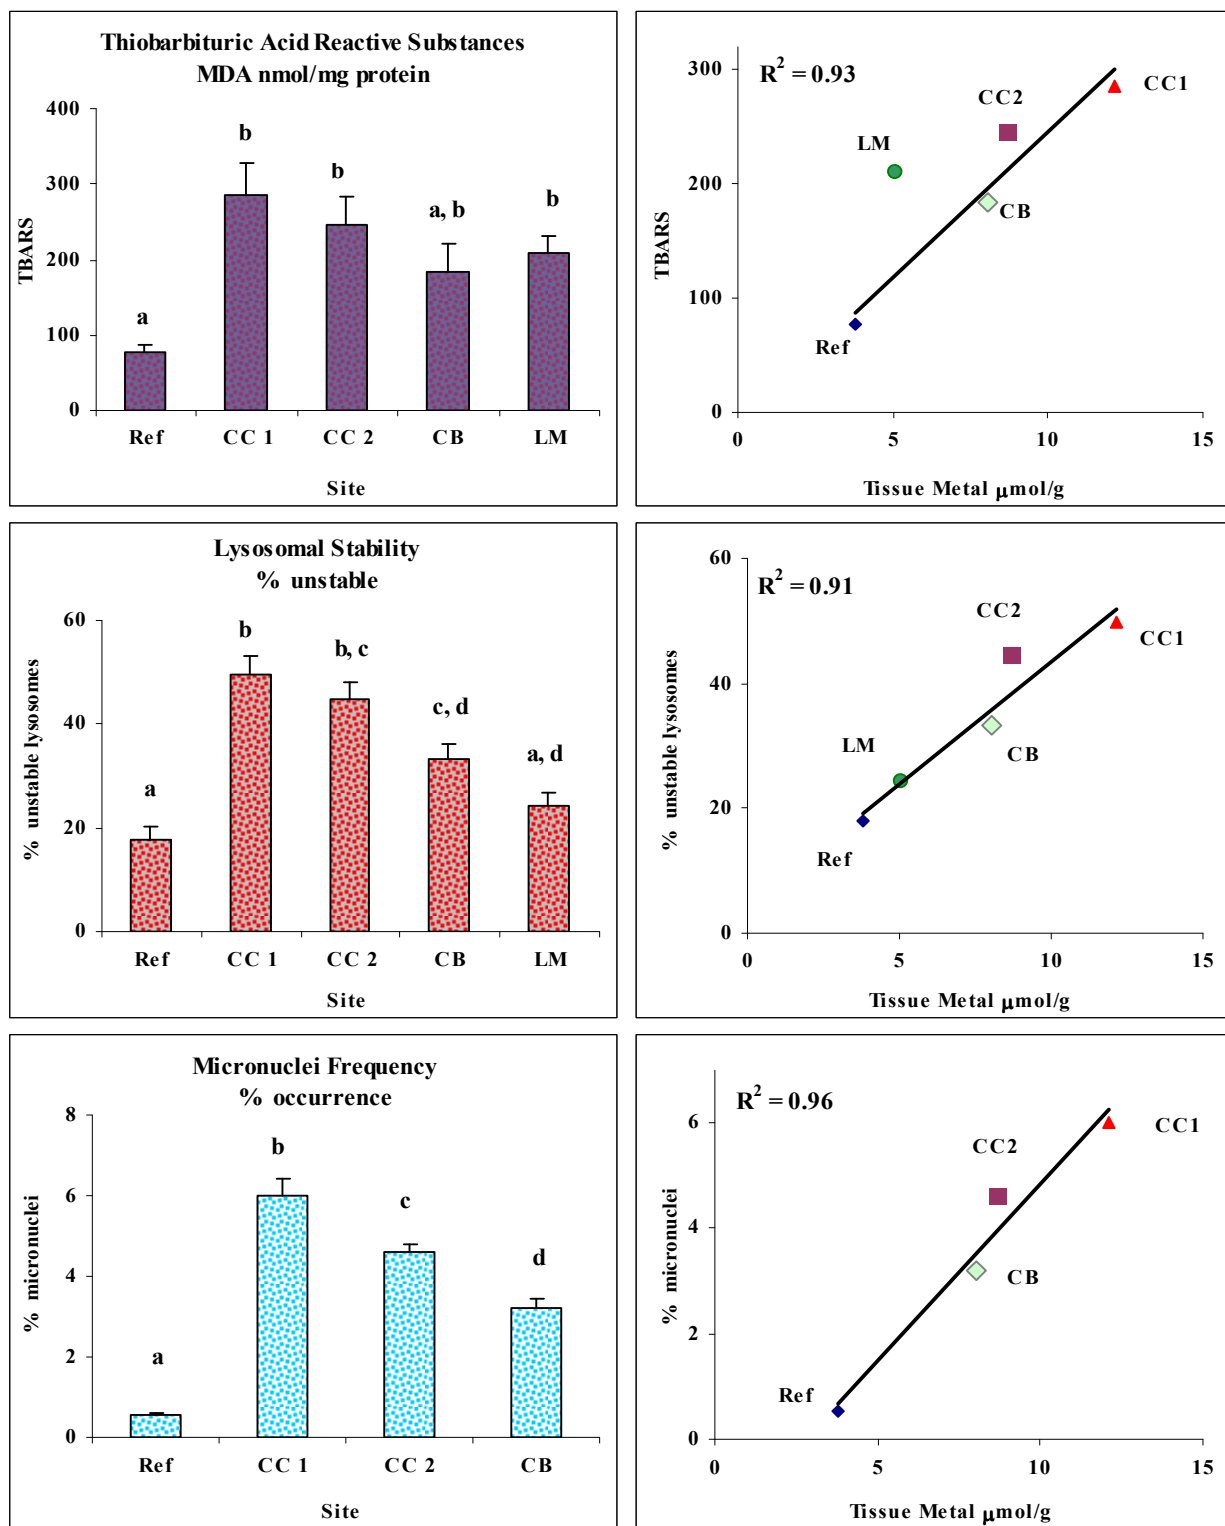 Thiobarbituric Acid Reactive Substances
MDA nmol/mg protein
TBARS
400
300
200
100
0
a
b
b
a, b
b
Ref
CC 1
CC 2
CB
LM
Site
R² = 0.93
TBARS
300
200
100
0
CC1
CC2
LM
CB
Ref
0
5
10
15
Tissue Metal μmol/g
Lysosomal Stability
% unstable
% unstable lysosomes
60
40
20
0
a
b
b, c
c, d
a, d
Ref
CC 1
CC 2
CB
LM
Site
R² = 0.91
% unstable lysosomes
60
40
20
0
CC2
CC1
LM
CB
Ref
0
5
10
15
Tissue Metal μmol/g
Micronuclei Frequency
% occurrence
% micronuclei
8
6
4
2
0
a
b
c
d
Ref
CC 1
CC 2
CB
Site
R² = 0.96
% micronuclei
6
4
2
0
CC1
CC2
CB
Ref
0
5
10
15
Tissue Metal μmol/g